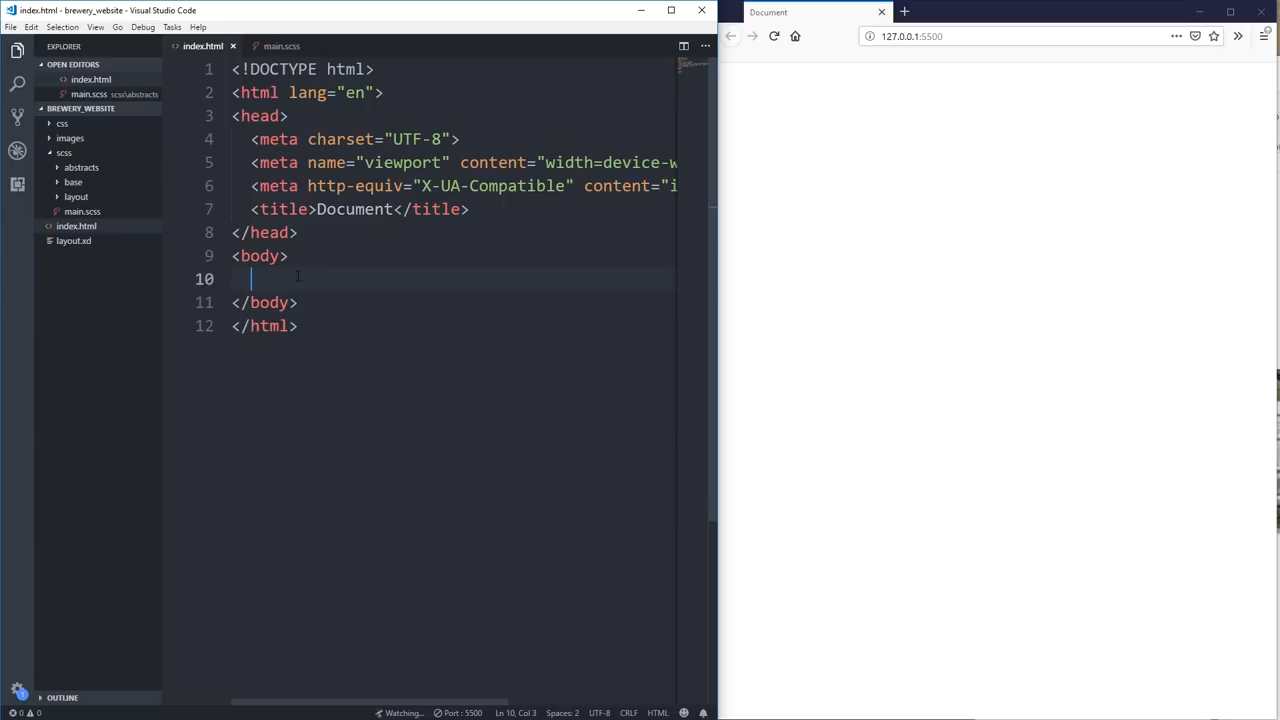 index.html - brewery_website - Visual Studio Code
File Edit Selection View Go Debug Tasks Help
EXPLORER
OPEN EDITORS
index.html
main.scss scss\abstracts
BREWERY_WEBSITE
css
images
scss
abstracts
base
layout
main.scss
index.html
layout.xd
OUTLINE
index.html
main.scss
1 <!DOCTYPE html>
2 <html lang="en">
3 <head>
4 <meta charset="UTF-8">
5 <meta name="viewport" content="width=device-w
6 <meta http-equiv="X-UA-Compatible" content="i
7 <title>Document</title>
8 </head>
9 <body>
10
11 </body>
12 </html>
0 0 Watching... Port : 5500 Ln 10, Col 3 Spaces: 2 UTF-8 CRLF HTML
1
Document
127.0.0.1:5500